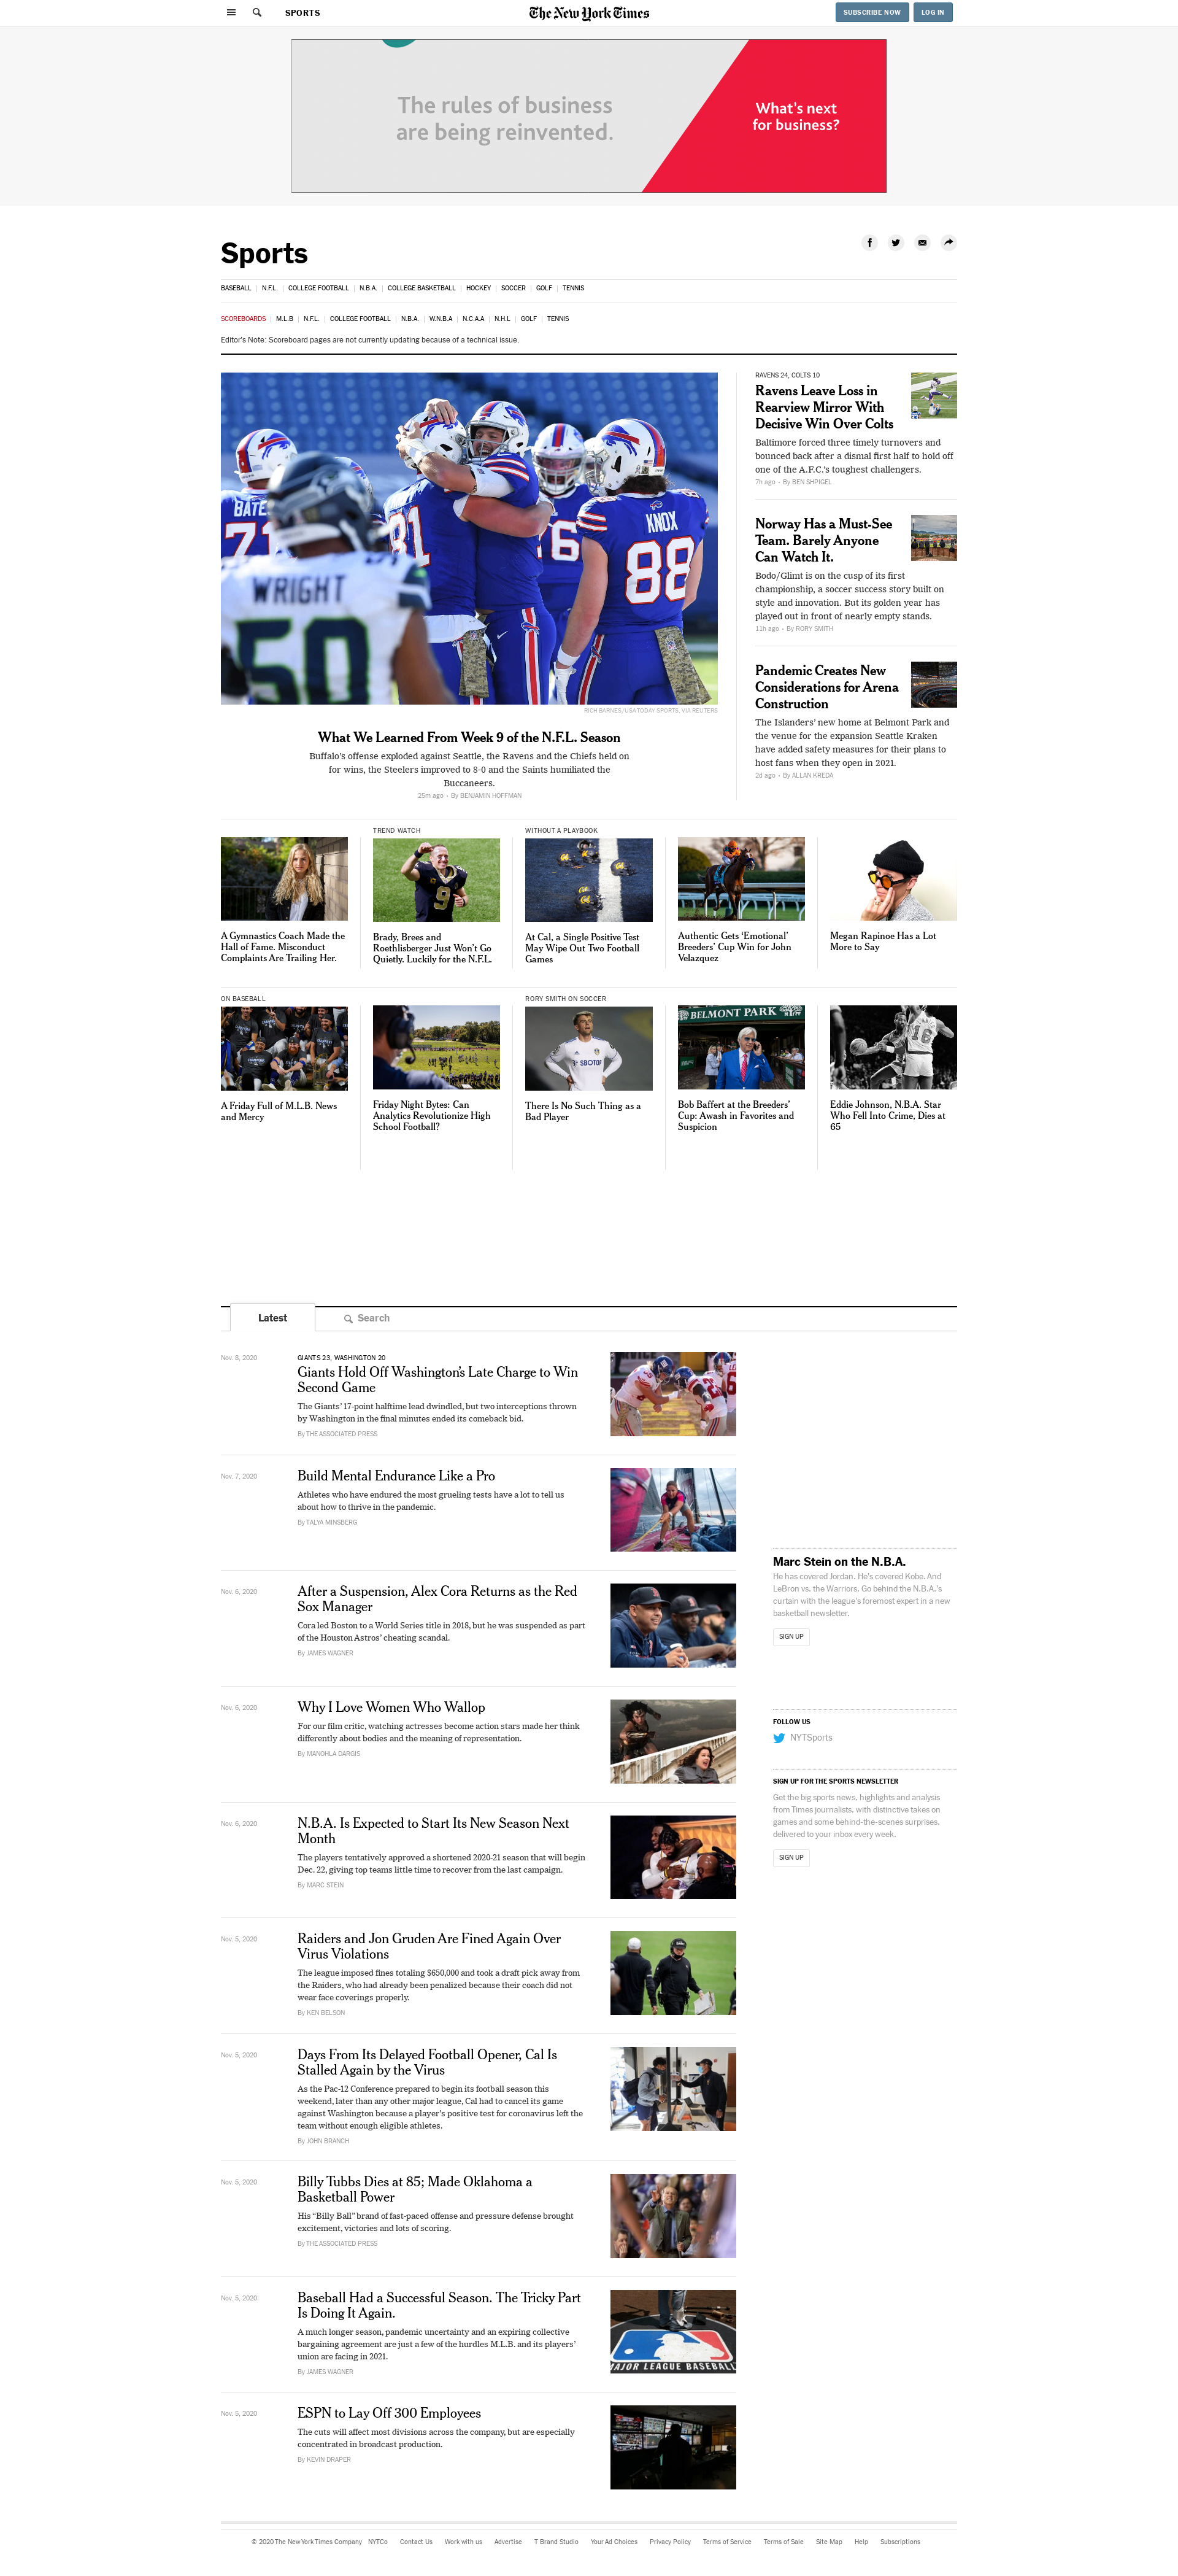 SPORTS
The New York Times
SUBSCRIBE NOW
LOG IN
The rules of business
are being reinvented.
What's next
for business?
Sports
BASEBALL | N.F.L. | COLLEGE FOOTBALL | N.B.A. | COLLEGE BASKETBALL | HOCKEY | SOCCER | GOLF | TENNIS
SCOREBOARDS | M.L.B | N.F.L. | COLLEGE FOOTBALL | N.B.A. | W.N.B.A | N.C.A.A | N.H.L | GOLF | TENNIS
Editor's Note: Scoreboard pages are not currently updating because of a technical issue.
BATE
71
WRIGHT
50
81
16
KNOX
88
RICH BARNES/USA TODAY SPORTS, VIA REUTERS
What We Learned From Week 9 of the N.F.L. Season
Buffalo's offense exploded against Seattle, the Ravens and the Chiefs held on
for wins, the Steelers improved to 8-0 and the Saints humiliated the
Buccaneers.
25m ago · By BENJAMIN HOFFMAN
RAVENS 24, COLTS 10
Ravens Leave Loss in
Rearview Mirror With
Decisive Win Over Colts
Baltimore forced three timely turnovers and
bounced back after a dismal first half to hold off
one of the A.F.C.'s toughest challengers.
7h ago · By BEN SHPIGEL
Norway Has a Must-See
Team. Barely Anyone
Can Watch It.
Bodo/Glimt is on the cusp of its first
championship, a soccer success story built on
style and innovation. But its golden year has
played out in front of nearly empty stands.
11h ago · By RORY SMITH
Pandemic Creates New
Considerations for Arena
Construction
The Islanders' new home at Belmont Park and
the venue for the expansion Seattle Kraken
have added safety measures for their plans to
host fans when they open in 2021.
2d ago · By ALLAN KREDA
A Gymnastics Coach Made the
Hall of Fame. Misconduct
Complaints Are Trailing Her.
TREND WATCH
9
Brady, Brees and
Roethlisberger Just Won't Go
Quietly. Luckily for the N.F.L.
WITHOUT A PLAYBOOK
At Cal, a Single Positive Test
May Wipe Out Two Football
Games
Authentic Gets 'Emotional'
Breeders' Cup Win for John
Velazquez
Megan Rapinoe Has a Lot
More to Say
ON BASEBALL
A Friday Full of M.L.B. News
and Mercy
Friday Night Bytes: Can
Analytics Revolutionize High
School Football?
RORY SMITH ON SOCCER
SBOTOP
There Is No Such Thing as a
Bad Player
BELMONT PARK
Bob Baffert at the Breeders'
Cup: Awash in Favorites and
Suspicion
Eddie Johnson, N.B.A. Star
Who Fell Into Crime, Dies at
65
Latest
Search
Nov. 8, 2020
GIANTS 23, WASHINGTON 20
Giants Hold Off Washington's Late Charge to Win
Second Game
The Giants' 17-point halftime lead dwindled, but two interceptions thrown
by Washington in the final minutes ended its comeback bid.
By THE ASSOCIATED PRESS
Nov. 7, 2020
Build Mental Endurance Like a Pro
Athletes who have endured the most grueling tests have a lot to tell us
about how to thrive in the pandemic.
By TALYA MINSBERG
Nov. 6, 2020
After a Suspension, Alex Cora Returns as the Red
Sox Manager
Cora led Boston to a World Series title in 2018, but he was suspended as part
of the Houston Astros' cheating scandal.
By JAMES WAGNER
Nov. 6, 2020
Why I Love Women Who Wallop
For our film critic, watching actresses become action stars made her think
differently about bodies and the meaning of representation.
By MANOHLA DARGIS
Nov. 6, 2020
N.B.A. Is Expected to Start Its New Season Next
Month
The players tentatively approved a shortened 2020-21 season that will begin
Dec. 22, giving top teams little time to recover from the last campaign.
By MARC STEIN
Nov. 5, 2020
Raiders and Jon Gruden Are Fined Again Over
Virus Violations
The league imposed fines totaling $650,000 and took a draft pick away from
the Raiders, who had already been penalized because their coach did not
wear face coverings properly.
By KEN BELSON
Nov. 5, 2020
Days From Its Delayed Football Opener, Cal Is
Stalled Again by the Virus
As the Pac-12 Conference prepared to begin its football season this
weekend, later than any other major league, Cal had to cancel its game
against Washington because a player's positive test for coronavirus left the
team without enough eligible athletes.
By JOHN BRANCH
Nov. 5, 2020
Billy Tubbs Dies at 85; Made Oklahoma a
Basketball Power
His "Billy Ball" brand of fast-paced offense and pressure defense brought
excitement, victories and lots of scoring.
By THE ASSOCIATED PRESS
Nov. 5, 2020
Baseball Had a Successful Season. The Tricky Part
Is Doing It Again.
A much longer season, pandemic uncertainty and an expiring collective
bargaining agreement are just a few of the hurdles M.L.B. and its players'
union are facing in 2021.
By JAMES WAGNER
MAJOR LEAGUE BASEBALL
Nov. 5, 2020
ESPN to Lay Off 300 Employees
The cuts will affect most divisions across the company, but are especially
concentrated in broadcast production.
By KEVIN DRAPER
Marc Stein on the N.B.A.
He has covered Jordan. He's covered Kobe. And
LeBron vs. the Warriors. Go behind the N.B.A.'s
curtain with the league's foremost expert in a new
basketball newsletter.
SIGN UP
FOLLOW US
NYTSports
SIGN UP FOR THE SPORTS NEWSLETTER
Get the big sports news, highlights and analysis
from Times journalists, with distinctive takes on
games and some behind-the-scenes surprises,
delivered to your inbox every week.
SIGN UP
© 2020 The New York Times Company NYTCo Contact Us Work with us Advertise T Brand Studio Your Ad Choices Privacy Policy Terms of Service Terms of Sale Site Map Help Subscriptions